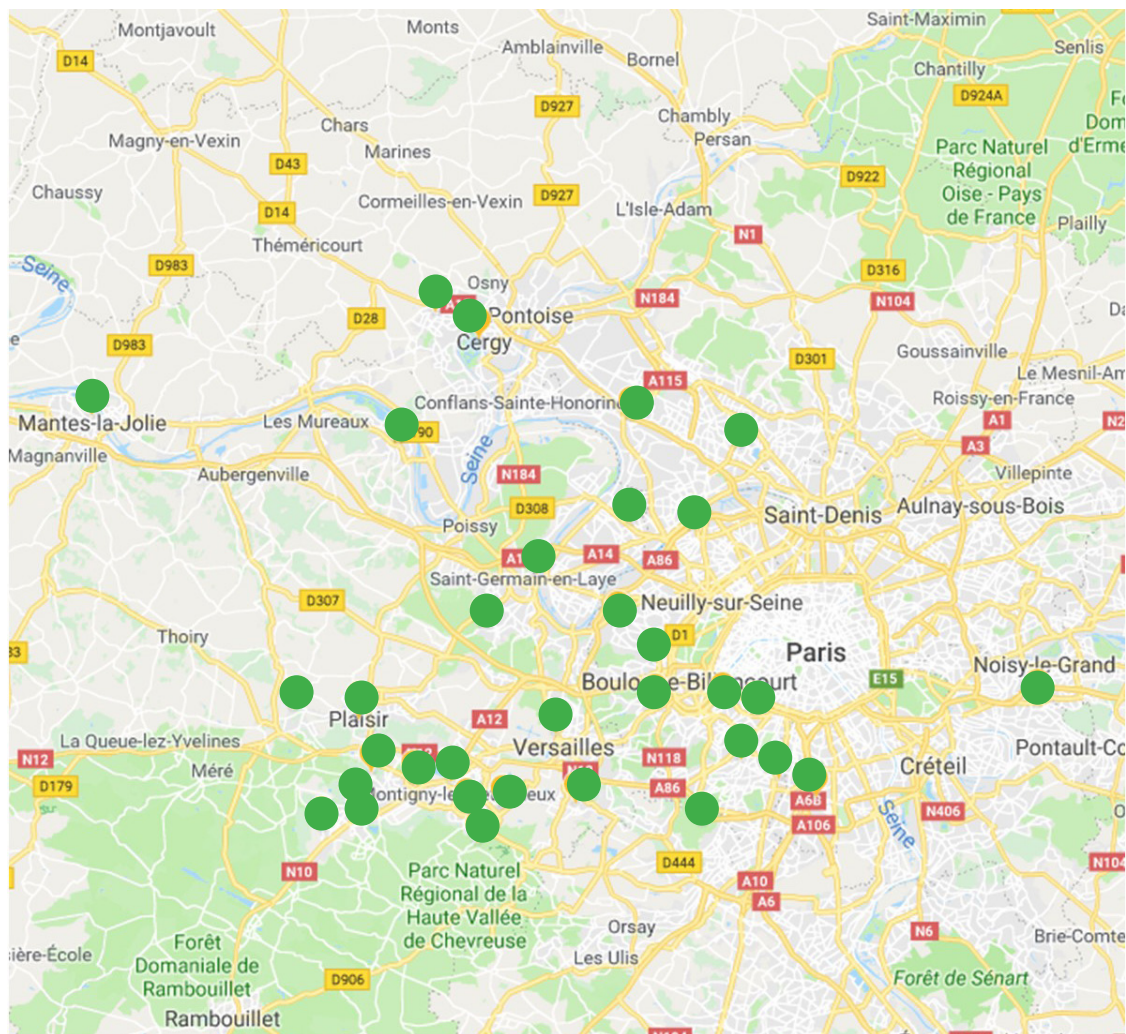 Montjavoult
Monts
Saint-Maximin
Amblainville
Senlis
D14
Bornel
Chantilly
D924A
D927
Chambly
Chars
Persan
Magny-en-Vexin
Marines
Parc Naturel
Régional
Oise - Pays
de France
D43
D922
Chaussy
D927
Cormeilles-en-Vexin
L'Isle-Adam
D14
Plailly
N1
Théméricourt
Seine
D983
D316
Osny
N184
N104
Pontoise
D28
Cergy
D983
D301
Goussainville
A115
Conflans-Sainte-Honorine
Roissy-en-France
Mantes-la-Jolie
Les Mureaux
A1
A3
Magnanville
Aubergenville
Seine
N184
Villepinte
D308
Aulnay-sous-Bois
Poissy
Saint-Denis
A14
A86
Saint-Germain-en-Laye
D307
Neuilly-sur-Seine
Thoiry
D1
Paris
Noisy-le-Grand
E15
Plaisir
A12
La Queue-lez-Yvelines
Versailles
N12
N118
Créteil
Méré
D179
A86
A6B
N406
A106
Seine
N10
D444
Parc Naturel
Régional de la
Haute Vallée
de Chevreuse
A10
A6
Orsay
N6
Forêt
Domaniale de
Rambouillet
Les Ulis
D906
Forêt de Sénart
Rambouillet